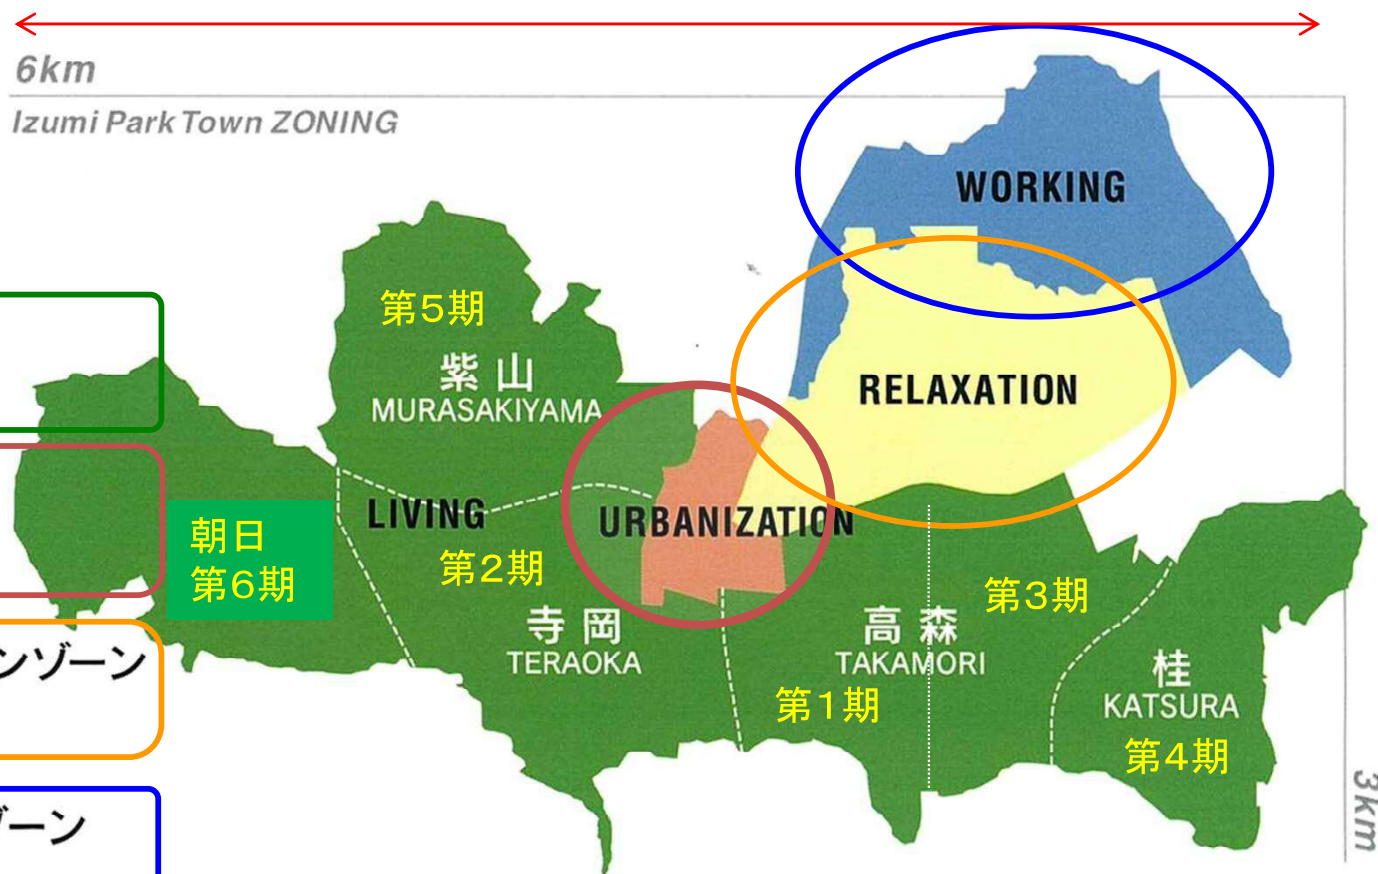 6km
Izumi Park Town ZONING
WORKING
第5期
紫山
MURASAKIYAMA
RELAXATION
LIVING
URBANIZATION
朝日
第6期
第2期
第3期
寺岡
TERAOKA
高森
TAKAMORI
ンゾーン
桂
KATSURA
第1期
第4期
3km
ゾーン